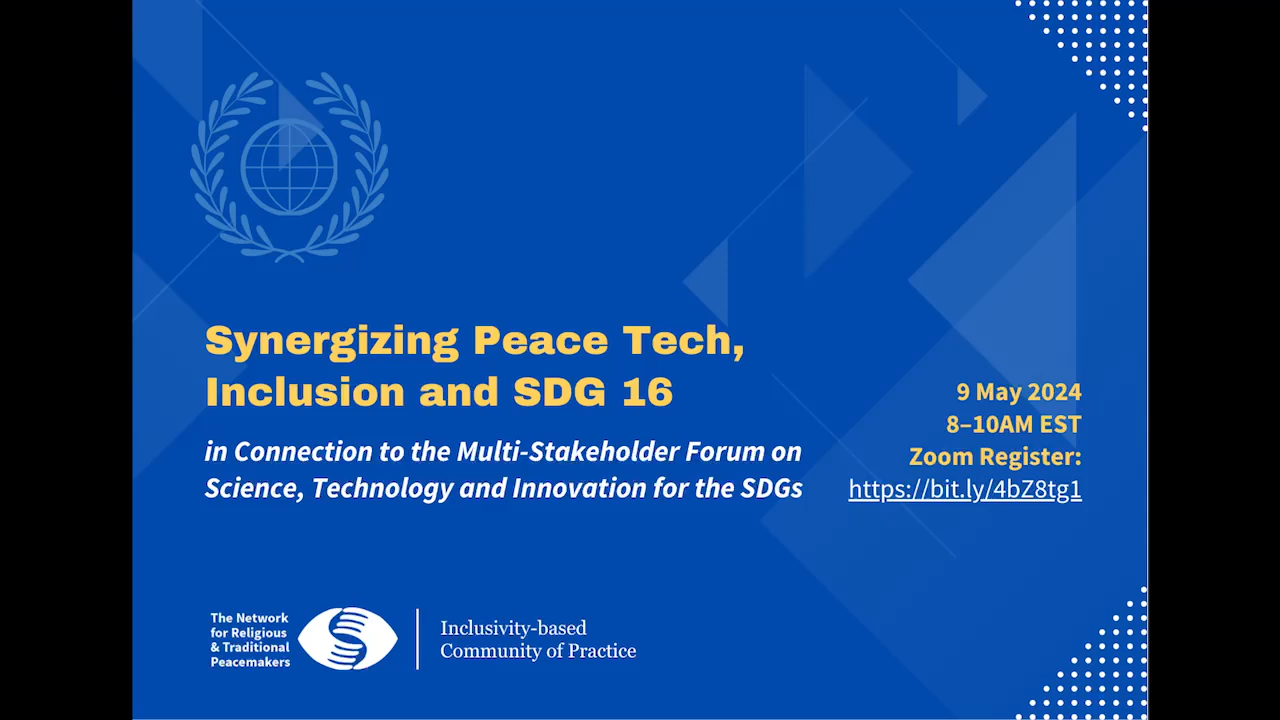 Synergizing Peace Tech,
Inclusion and SDG 16
in Connection to the Multi-Stakeholder Forum on
Science, Technology and Innovation for the SDGs
9 May 2024
8–10AM EST
Zoom Register:
https://bit.ly/4bZ8tg1
The Network
for Religious
& Traditional
Peacemakers
Inclusivity-based
Community of Practice